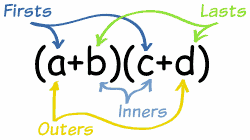 Firsts Lasts
(a+b)(c+d)
Inners
Outers